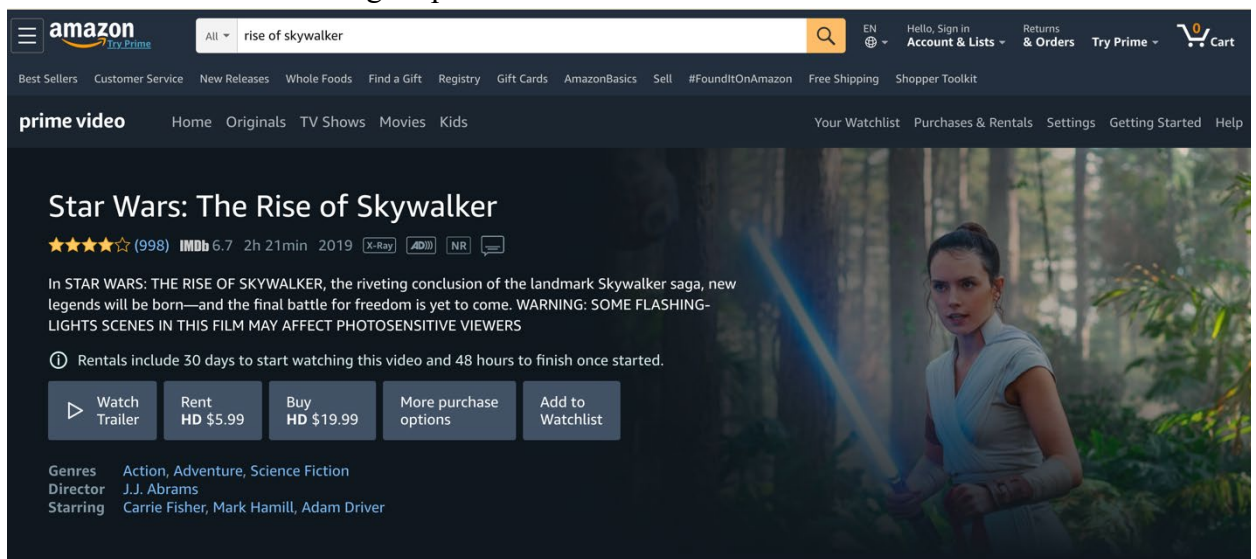 amazon
Try Prime
All
rise of skywalker
EN
Hello, Sign in
Account & Lists
Returns
& Orders
Try Prime
0
Cart
Best Sellers Customer Service New Releases Whole Foods Find a Gift Registry Gift Cards AmazonBasics Sell #FoundItOnAmazon Free Shipping Shopper Toolkit
prime video Home Originals TV Shows Movies Kids Your Watchlist Purchases & Rentals Settings Getting Started Help
Star Wars: The Rise of Skywalker
(998) IMDb 6.7 2h 21min 2019 X-Ray AD))) NR
In STAR WARS: THE RISE OF SKYWALKER, the riveting conclusion of the landmark Skywalker saga, new
legends will be born—and the final battle for freedom is yet to come. WARNING: SOME FLASHING-
LIGHTS SCENES IN THIS FILM MAY AFFECT PHOTOSENSITIVE VIEWERS
Rentals include 30 days to start watching this video and 48 hours to finish once started.
Watch
Trailer
Rent
HD $5.99
Buy
HD $19.99
More purchase
options
Add to
Watchlist
Genres Action, Adventure, Science Fiction
Director J.J. Abrams
Starring Carrie Fisher, Mark Hamill, Adam Driver